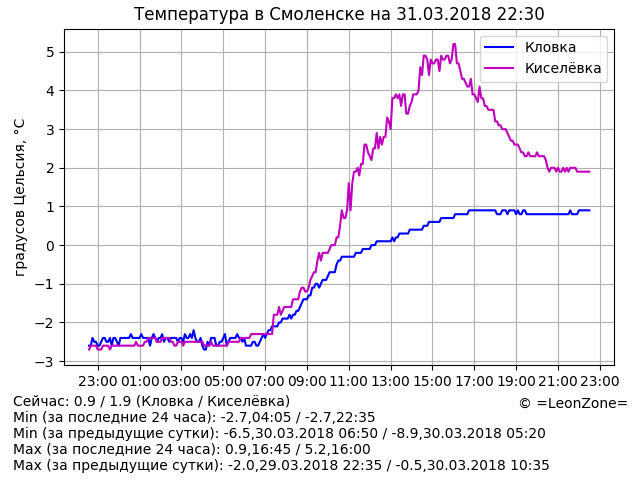 Температура в Смоленске на 31.03.2018 22:30
Кловка
Киселёвка
градусов Цельсия, °C
5
4
3
2
1
0
−1
−2
−3
23:00 01:00 03:00 05:00 07:00 09:00 11:00 13:00 15:00 17:00 19:00 21:00 23:00
Сейчас: 0.9 / 1.9 (Кловка / Киселёвка)
© =LeonZone=
Min (за последние 24 часа): -2.7,04:05 / -2.7,22:35
Min (за предыдущие сутки): -6.5,30.03.2018 06:50 / -8.9,30.03.2018 05:20
Max (за последние 24 часа): 0.9,16:45 / 5.2,16:00
Max (за предыдущие сутки): -2.0,29.03.2018 22:35 / -0.5,30.03.2018 10:35